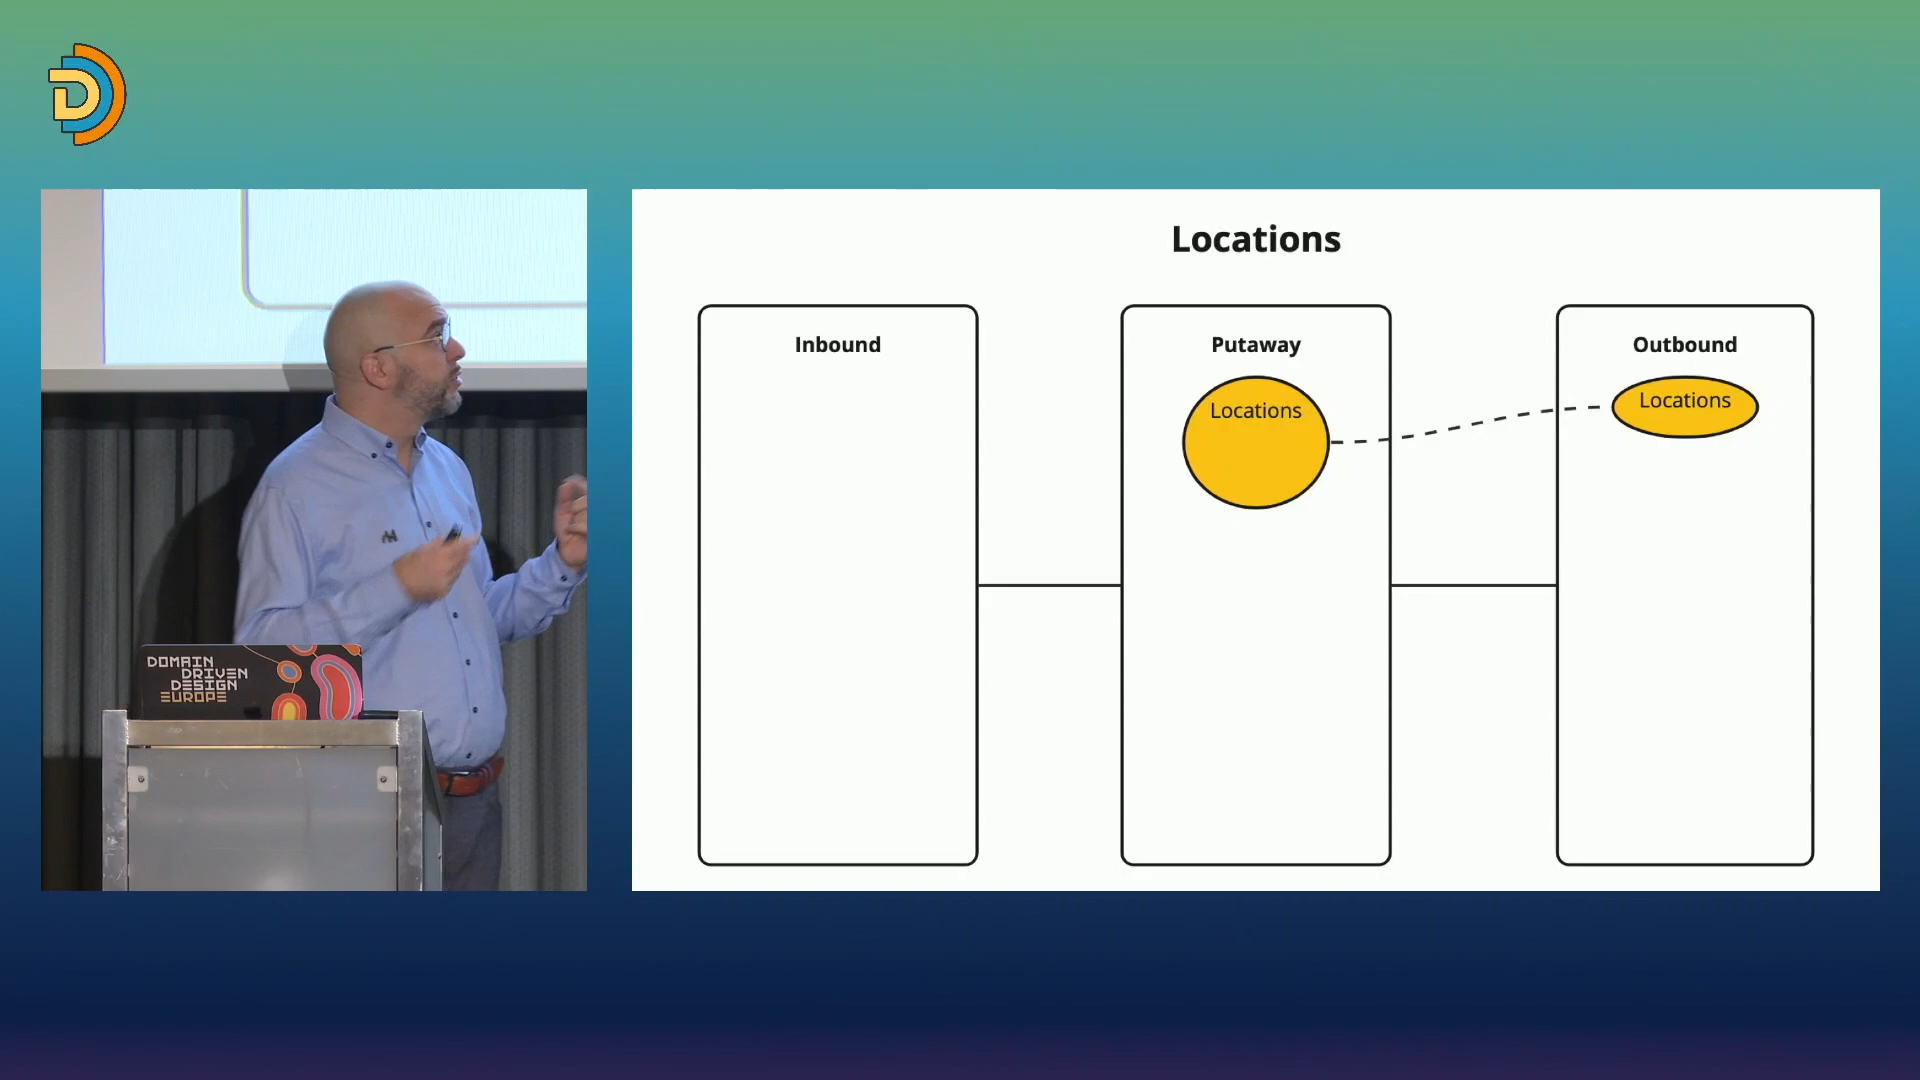 DOMAIN
DRIVEN
DESIGN
EUROPE
Locations
Inbound
Putaway
Outbound
Locations
Locations